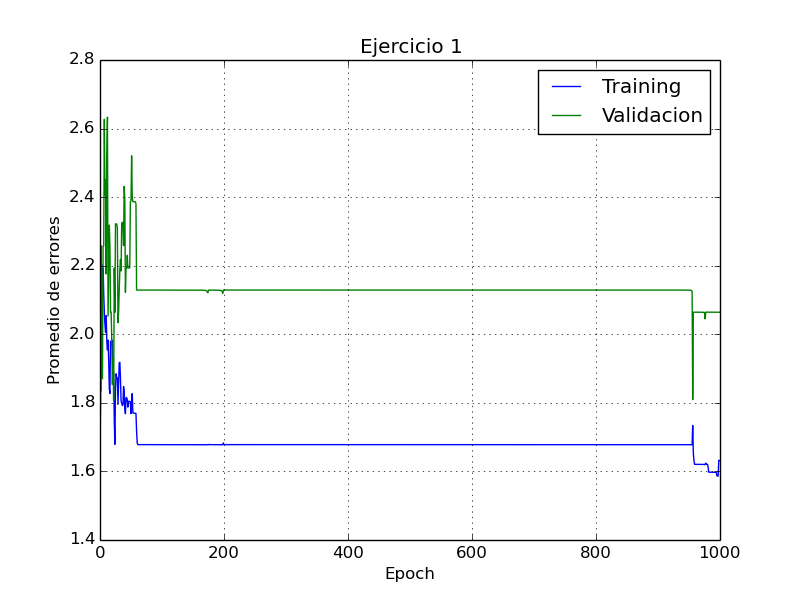 Ejercicio 1
2.8
2.6
2.4
2.2
2.0
1.8
1.6
1.4
Promedio de errores
Training
Validacion
0 200 400 600 800 1000
Epoch